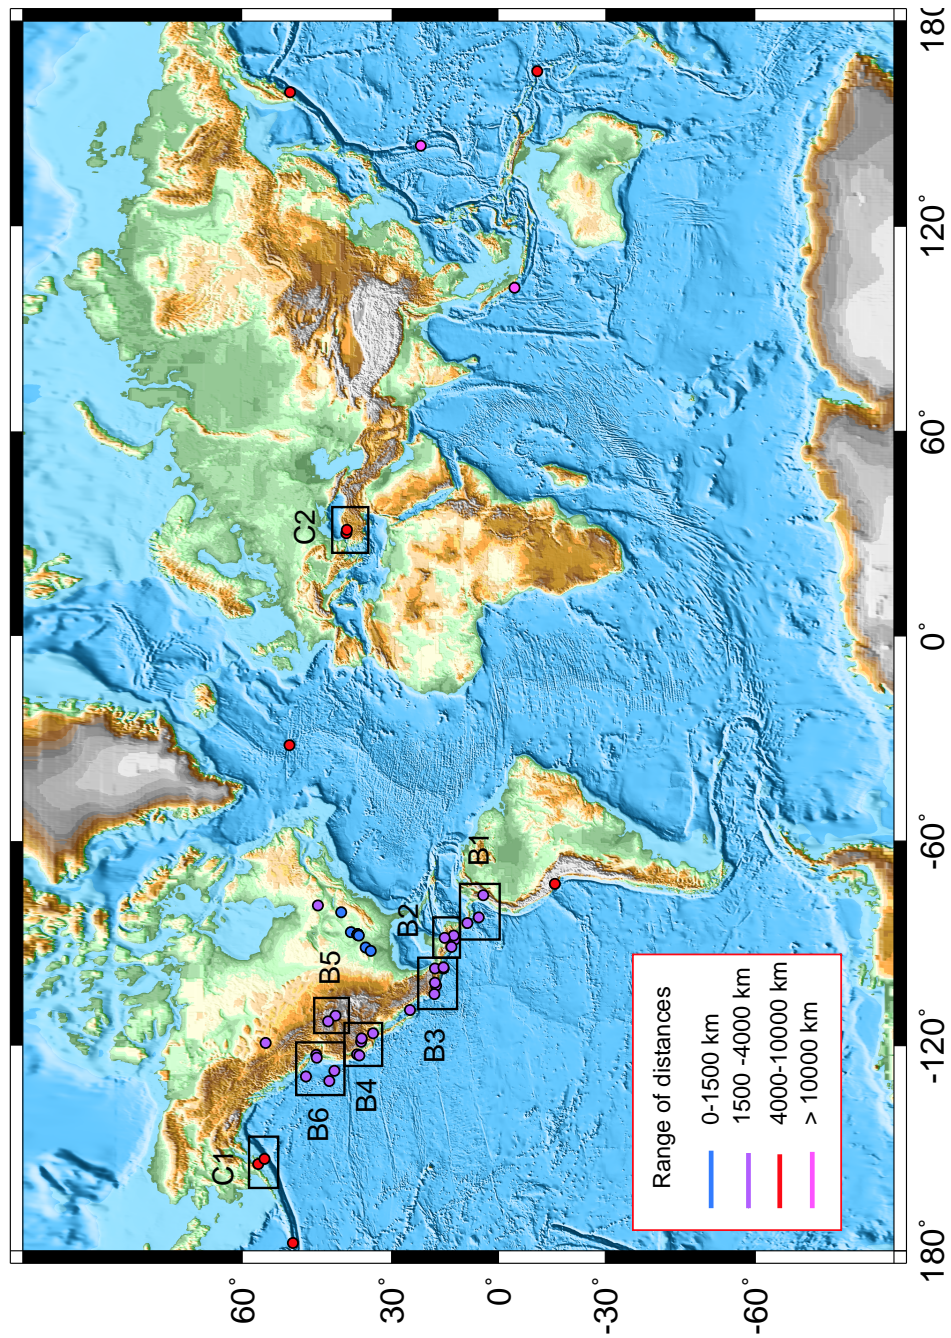 60°
30°
0°
-30°
-60°
C1
B6
B4
B5
B3
B2
B1
C2
Range of distances
0-1500 km
1500 -4000 km
4000-10000 km
> 10000 km
180°
-120°
-60°
0°
60°
120°
180